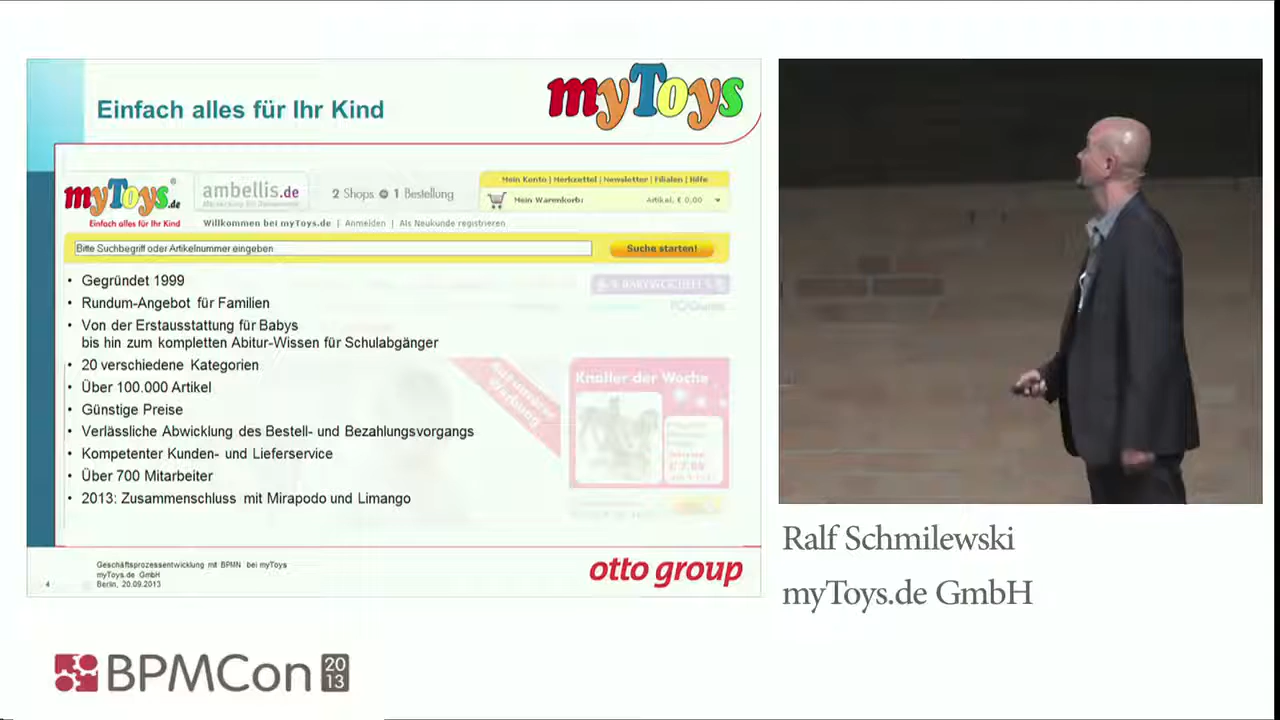 Einfach alles für Ihr Kind
myToys
myToys.de®
Einfach alles für Ihr Kind
ambellis.de
2 Shops 1 Bestellung
Mein Konto | Merkzettel | Newsletter | Filialen | Hilfe
Mein Warenkorb:
Artikel, € 0,00
Willkommen bei myToys.de | Anmelden | Als Neukunde registrieren
Bitte Suchbegriff oder Artikelnummer eingeben
Suche starten!
• Gegründet 1999
• Rundum-Angebot für Familien
• Von der Erstausstattung für Babys
bis hin zum kompletten Abitur-Wissen für Schulabgänger
• 20 verschiedene Kategorien
• Über 100.000 Artikel
• Günstige Preise
• Verlässliche Abwicklung des Bestell- und Bezahlungsvorgangs
• Kompetenter Kunden- und Lieferservice
• Über 700 Mitarbeiter
• 2013: Zusammenschluss mit Mirapodo und Limango
Knaller der Woche
4
Geschäftsprozessentwicklung mit BPMN bei myToys
myToys.de GmbH
Berlin, 20.09.2013
otto group
Ralf Schmilewski
myToys.de GmbH
BPMCon 2013